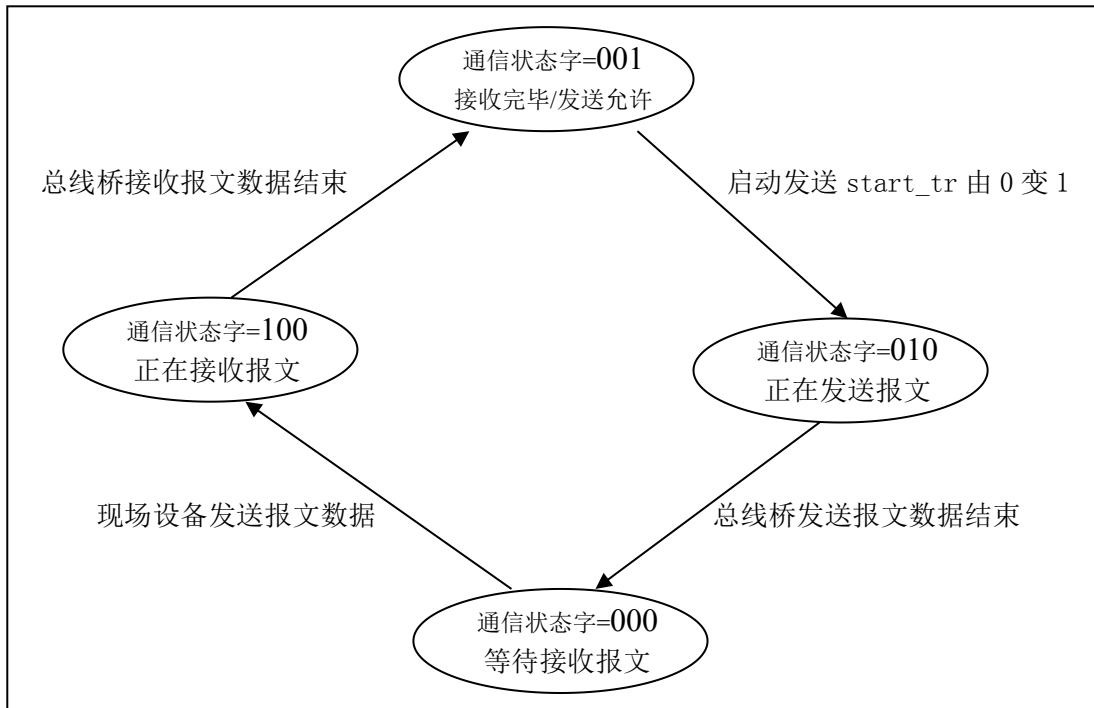 通信状态字=001
接收完毕/发送允许
总线桥接收报文数据结束
启动发送 start_tr 由 0 变 1
通信状态字=100
正在接收报文
通信状态字=010
正在发送报文
现场设备发送报文数据
总线桥发送报文数据结束
通信状态字=000
等待接收报文